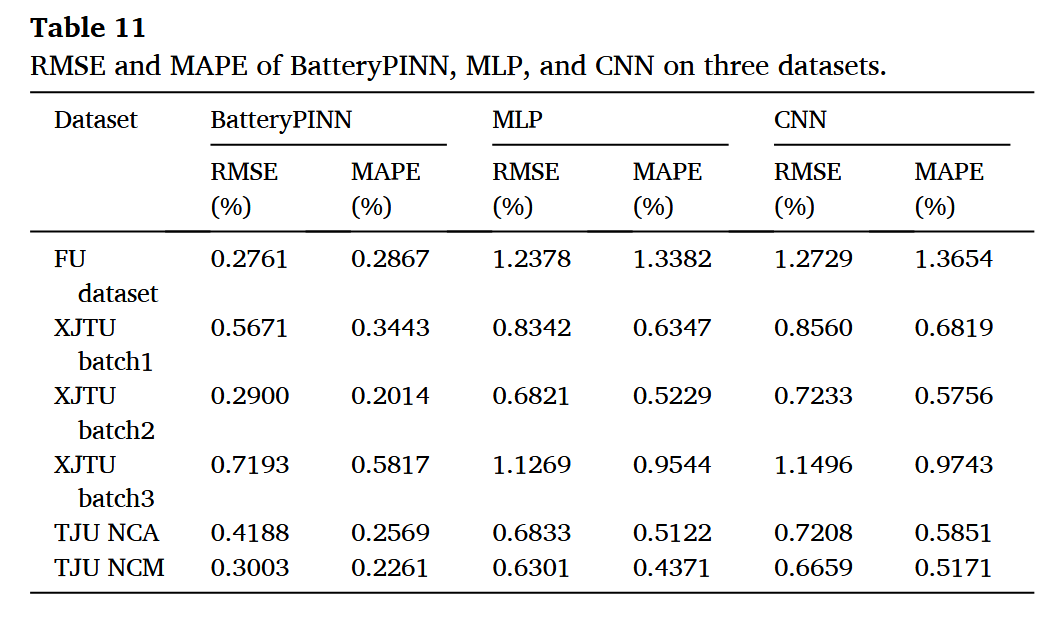 Table 11
RMSE and MAPE of BatteryPINN, MLP, and CNN on three datasets.
Dataset BatteryPINN MLP CNN
RMSE MAPE RMSE MAPE RMSE MAPE
(%) (%) (%) (%) (%) (%)
FU 0.2761 0.2867 1.2378 1.3382 1.2729 1.3654
dataset
XJTU 0.5671 0.3443 0.8342 0.6347 0.8560 0.6819
batch1
XJTU 0.2900 0.2014 0.6821 0.5229 0.7233 0.5756
batch2
XJTU 0.7193 0.5817 1.1269 0.9544 1.1496 0.9743
batch3
TJU NCA 0.4188 0.2569 0.6833 0.5122 0.7208 0.5851
TJU NCM 0.3003 0.2261 0.6301 0.4371 0.6659 0.5171